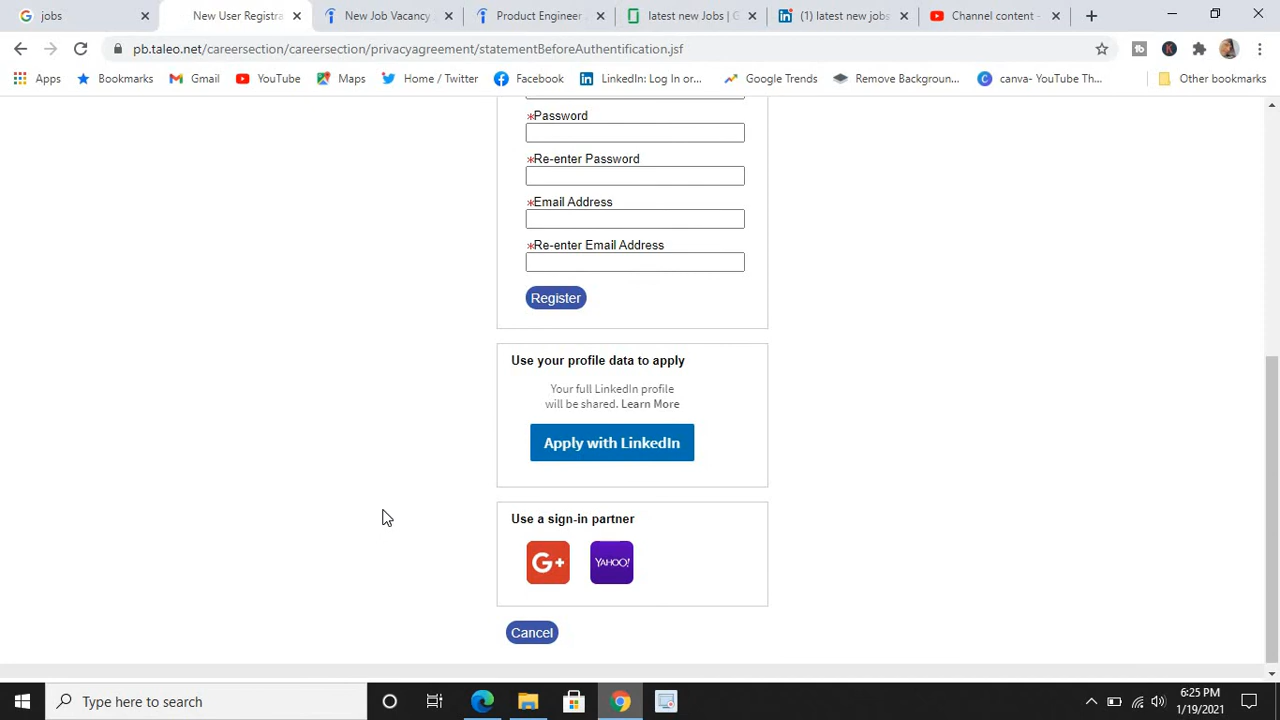 jobs
New User Registra
New Job Vacancy
Product Engineer
latest new Jobs | G
(1) latest new jobs
Channel content -
pb.taleo.net/careersection/careersection/privacyagreement/statementBeforeAuthentification.jsf
Apps
Bookmarks
Gmail
YouTube
Maps
Home / Twitter
Facebook
LinkedIn: Log In or...
Google Trends
Remove Backgroun...
canva- YouTube Th...
Other bookmarks
*Password
*Re-enter Password
*Email Address
*Re-enter Email Address
Register
Use your profile data to apply
Your full LinkedIn profile
will be shared. Learn More
Apply with LinkedIn
Use a sign-in partner
G+ YAHOO!
Cancel
Type here to search
6:25 PM
1/19/2021